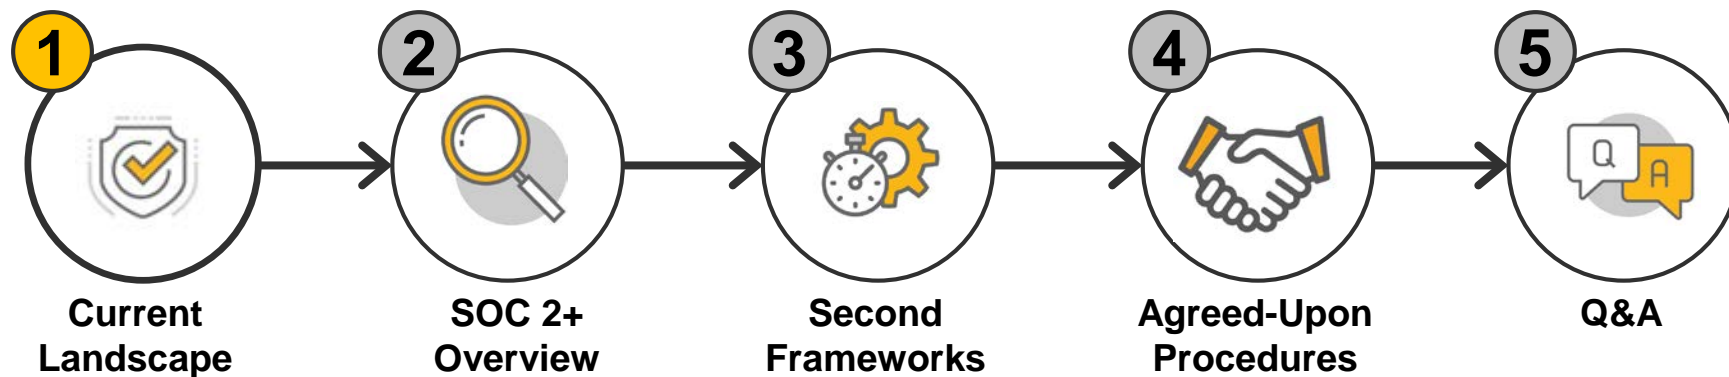 1
2
3
4
5
Q
A
Current
Landscape
SOC 2+
Overview
Second
Frameworks
Agreed-Upon
Procedures
Q&A